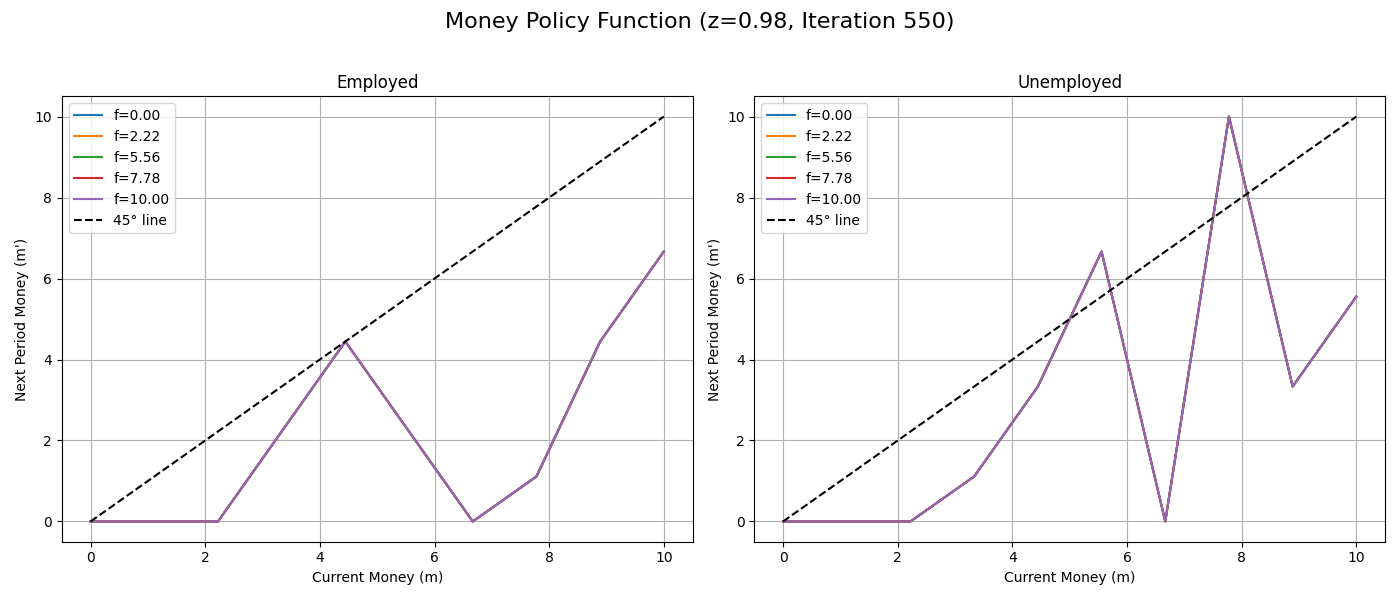 Money Policy Function (z=0.98, Iteration 550)
Employed
f=0.00
f=2.22
f=5.56
f=7.78
f=10.00
45° line
10
8
6
4
2
0
Next Period Money (m')
0 2 4 6 8 10
Current Money (m)
Unemployed
f=0.00
f=2.22
f=5.56
f=7.78
f=10.00
45° line
10
8
6
4
2
0
Next Period Money (m')
0 2 4 6 8 10
Current Money (m)